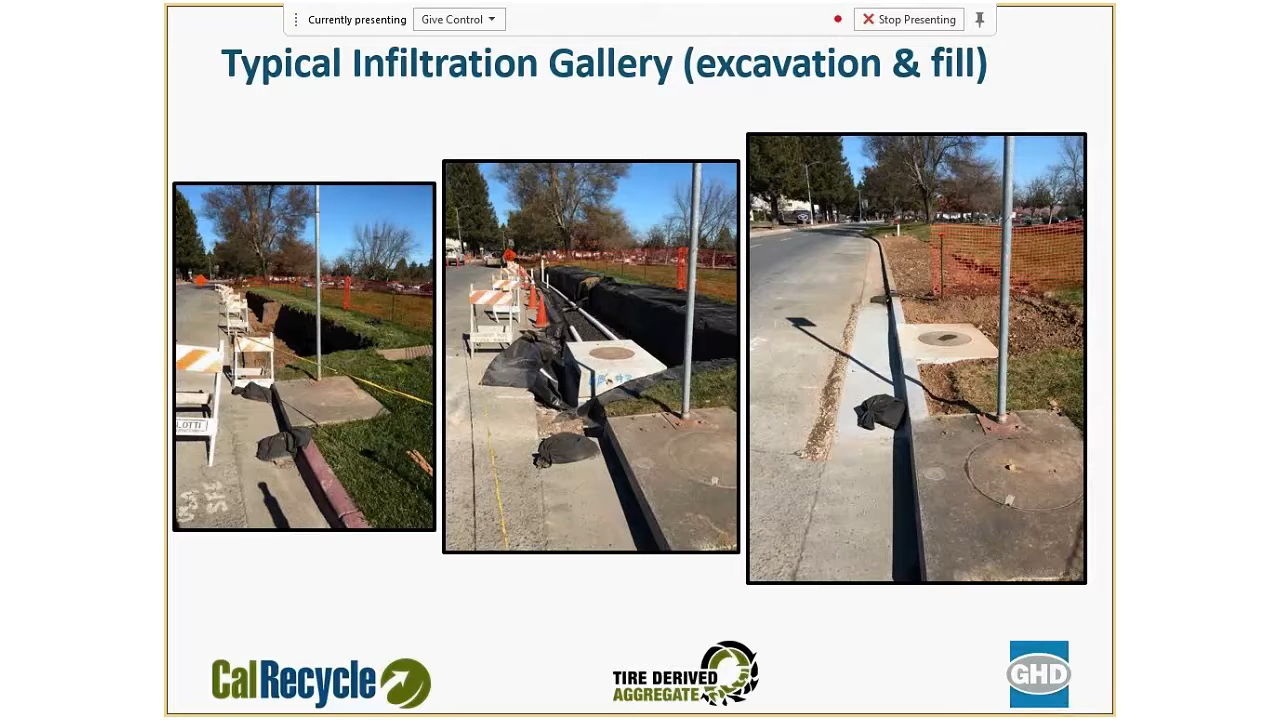 Currently presenting Give Control Stop Presenting
Typical Infiltration Gallery (excavation & fill)
CalRecycle
TIRE DERIVED
AGGREGATE
GHD